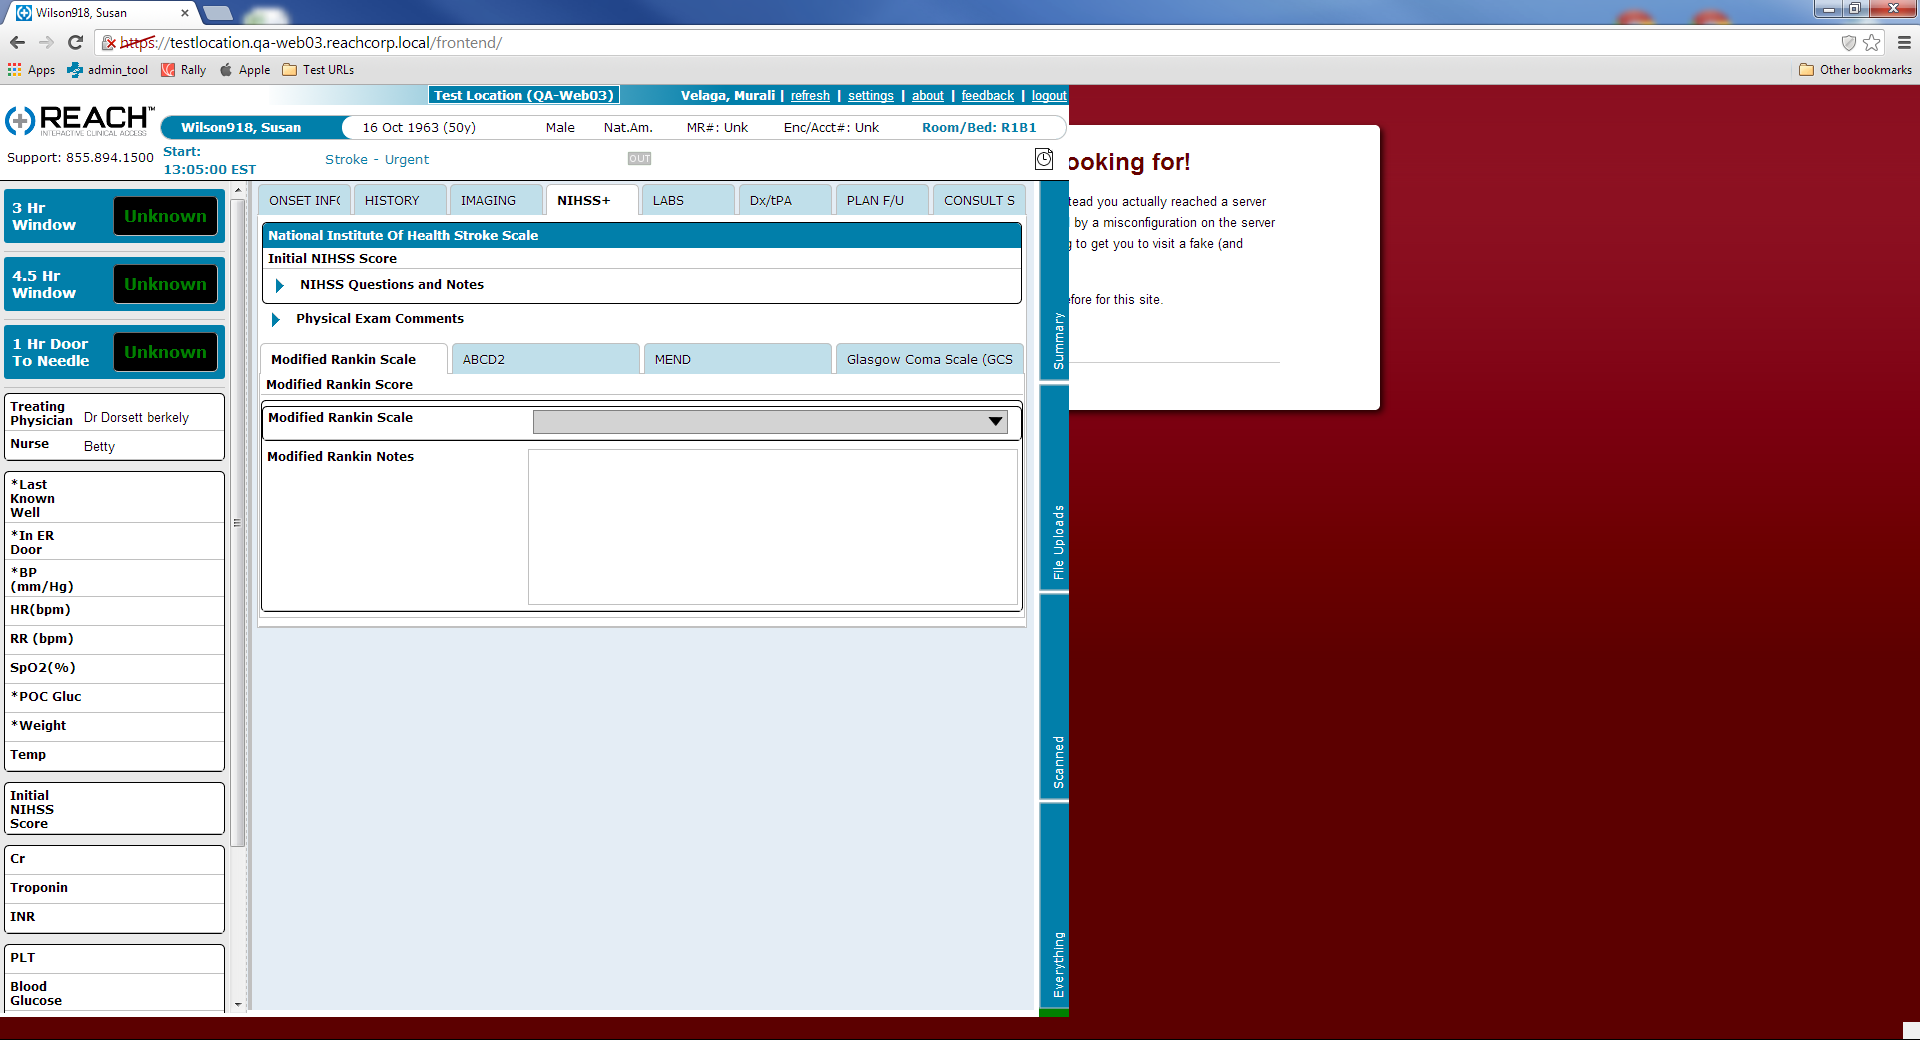 Wilson918, Susan
https://testlocation.qa-web03.reachcorp.local/frontend/
Apps admin_tool Rally Apple Test URLs Other bookmarks
Test Location (QA-Web03) Velaga, Murali | refresh | settings | about | feedback | logout
REACH™
INTERACTIVE CLINICAL ACCESS
Wilson918, Susan 16 Oct 1963 (50y) Male Nat.Am. MR#: Unk Enc/Acct#: Unk Room/Bed: R1B1
Support: 855.894.1500
Start:
13:05:00 EST
Stroke - Urgent
OUT
3 Hr
Window
Unknown
4.5 Hr
Window
Unknown
1 Hr Door
To Needle
Unknown
Treating
Physician
Dr Dorsett berkely
Nurse
Betty
*Last
Known
Well
*In ER
Door
*BP
(mm/Hg)
HR(bpm)
RR (bpm)
SpO2(%)
*POC Gluc
*Weight
Temp
Initial
NIHSS
Score
Cr
Troponin
INR
PLT
Blood
Glucose
ONSET INFO HISTORY IMAGING NIHSS+ LABS Dx/tPA PLAN F/U CONSULT S
National Institute Of Health Stroke Scale
Initial NIHSS Score
NIHSS Questions and Notes
Physical Exam Comments
Modified Rankin Scale ABCD2 MEND Glasgow Coma Scale (GCS
Modified Rankin Score
Modified Rankin Scale
Modified Rankin Notes
Summary
File Uploads
Scanned
Everything
ooking for!
tead you actually reached a server
by a misconfiguration on the server
g to get you to visit a fake (and
efore for this site.